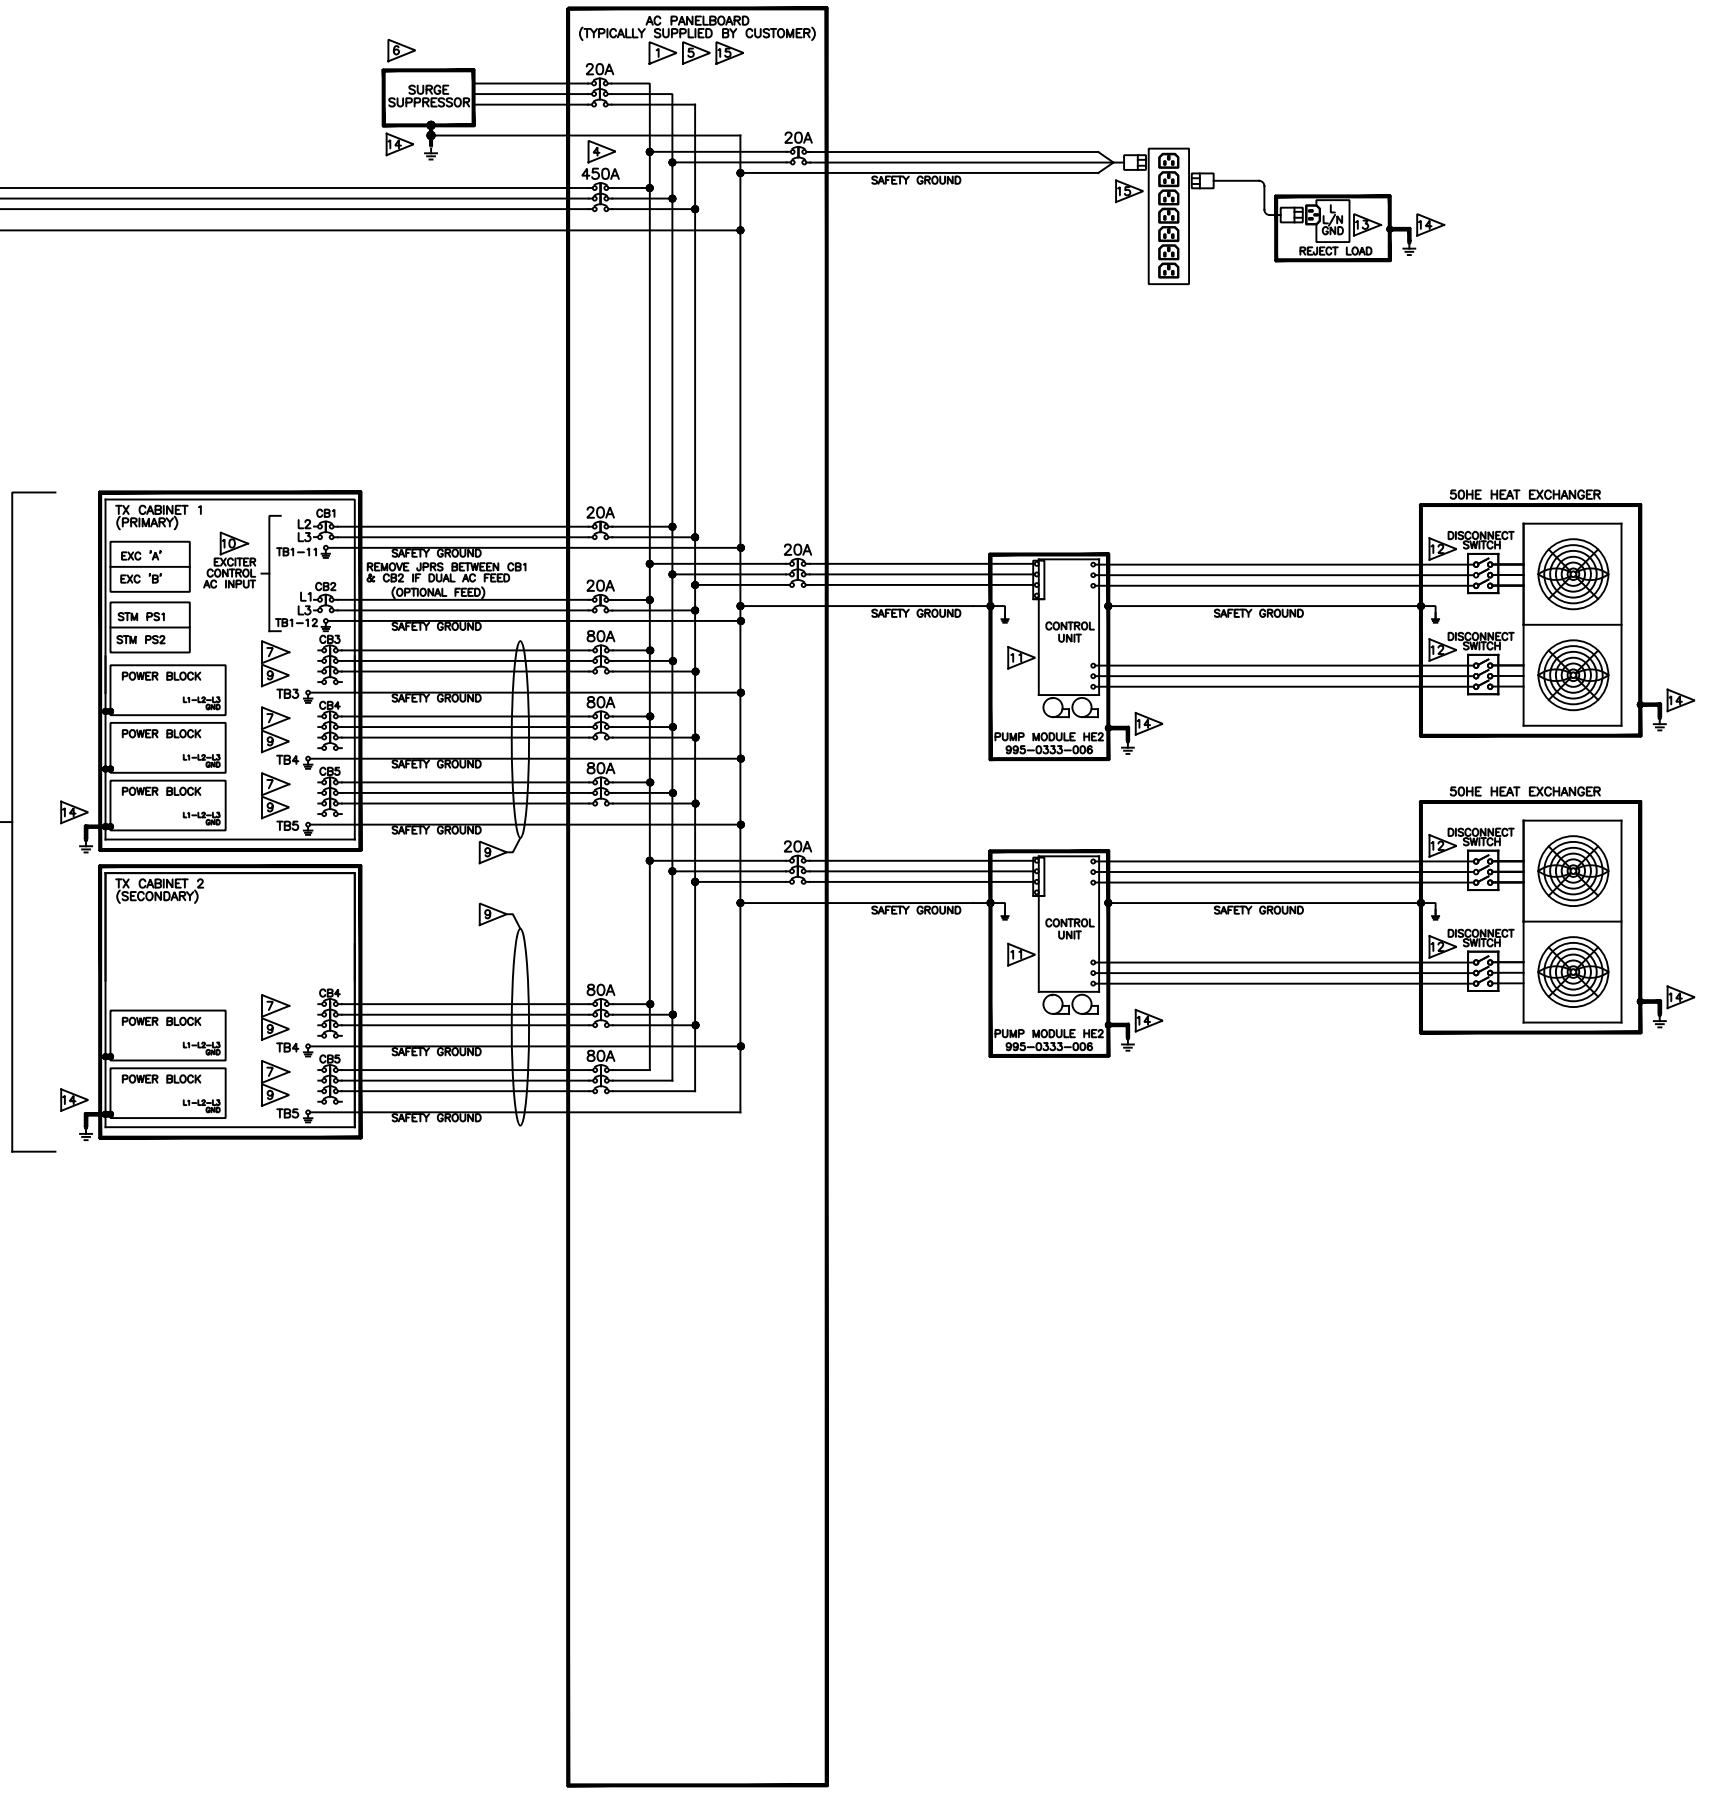 AC PANELBOARD
(TYPICALLY SUPPLIED BY CUSTOMER)
1
5
15
6
SURGE
SUPPRESSOR
14
20A
4
450A
20A
SAFETY GROUND
15
L
L/N
GND
13
REJECT LOAD
14
TX CABINET 1
(PRIMARY)
EXC 'A'
EXC 'B'
STM PS1
STM PS2
10
EXCITER
CONTROL
AC INPUT
CB1
L2
L3
TB1-11
SAFETY GROUND
REMOVE JPRS BETWEEN CB1
& CB2 IF DUAL AC FEED
(OPTIONAL FEED)
CB2
L1
L3
TB1-12
SAFETY GROUND
20A
20A
POWER BLOCK
L1-L2-L3
GND
7
9
CB3
TB3
SAFETY GROUND
80A
POWER BLOCK
L1-L2-L3
GND
7
9
CB4
TB4
SAFETY GROUND
80A
POWER BLOCK
L1-L2-L3
GND
7
9
CB5
TB5
SAFETY GROUND
80A
14
9
TX CABINET 2
(SECONDARY)
9
POWER BLOCK
L1-L2-L3
GND
7
9
CB4
TB4
SAFETY GROUND
80A
POWER BLOCK
L1-L2-L3
GND
7
9
CB5
TB5
SAFETY GROUND
80A
14
20A
SAFETY GROUND
CONTROL
UNIT
11
PUMP MODULE HE2
995-0333-006
14
SAFETY GROUND
50HE HEAT EXCHANGER
12
DISCONNECT
SWITCH
12
DISCONNECT
SWITCH
14
20A
SAFETY GROUND
CONTROL
UNIT
11
PUMP MODULE HE2
995-0333-006
14
SAFETY GROUND
50HE HEAT EXCHANGER
12
DISCONNECT
SWITCH
12
DISCONNECT
SWITCH
14